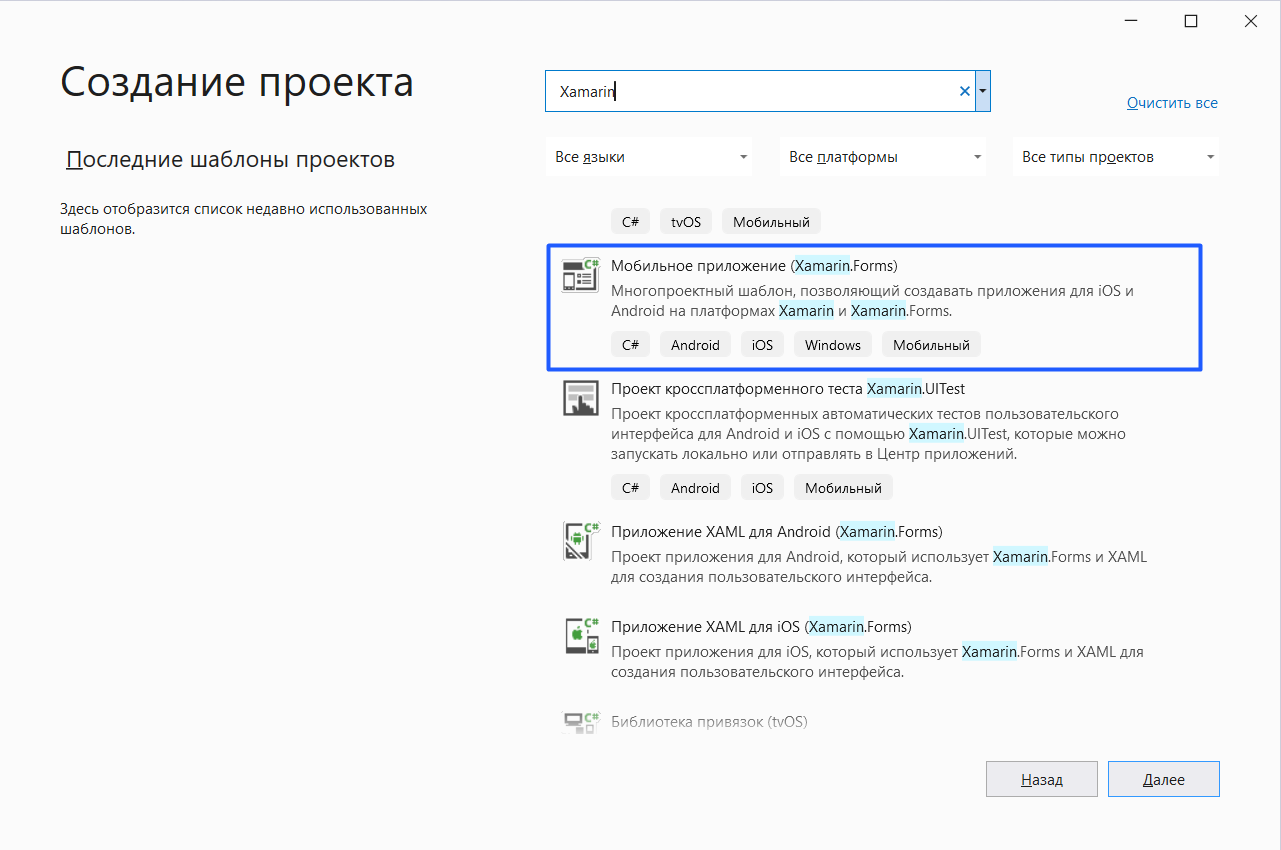 Создание проекта
Xamarin
Очистить все
Последние шаблоны проектов
Все языки
Все платформы
Все типы проектов
Здесь отобразится список недавно использованных
шаблонов.
C# tvOS Мобильный
Мобильное приложение (Xamarin.Forms)
Многопроектный шаблон, позволяющий создавать приложения для iOS и
Android на платформах Xamarin и Xamarin.Forms.
C# Android iOS Windows Мобильный
Проект кроссплатформенного теста Xamarin.UITest
Проект кроссплатформенных автоматических тестов пользовательского
интерфейса для Android и iOS с помощью Xamarin.UITest, которые можно
запускать локально или отправлять в Центр приложений.
C# Android iOS Мобильный
Приложение XAML для Android (Xamarin.Forms)
Проект приложения для Android, который использует Xamarin.Forms и XAML
для создания пользовательского интерфейса.
Приложение XAML для iOS (Xamarin.Forms)
Проект приложения для iOS, который использует Xamarin.Forms и XAML для
создания пользовательского интерфейса.
Библиотека привязок (tvOS)
Назад
Далее